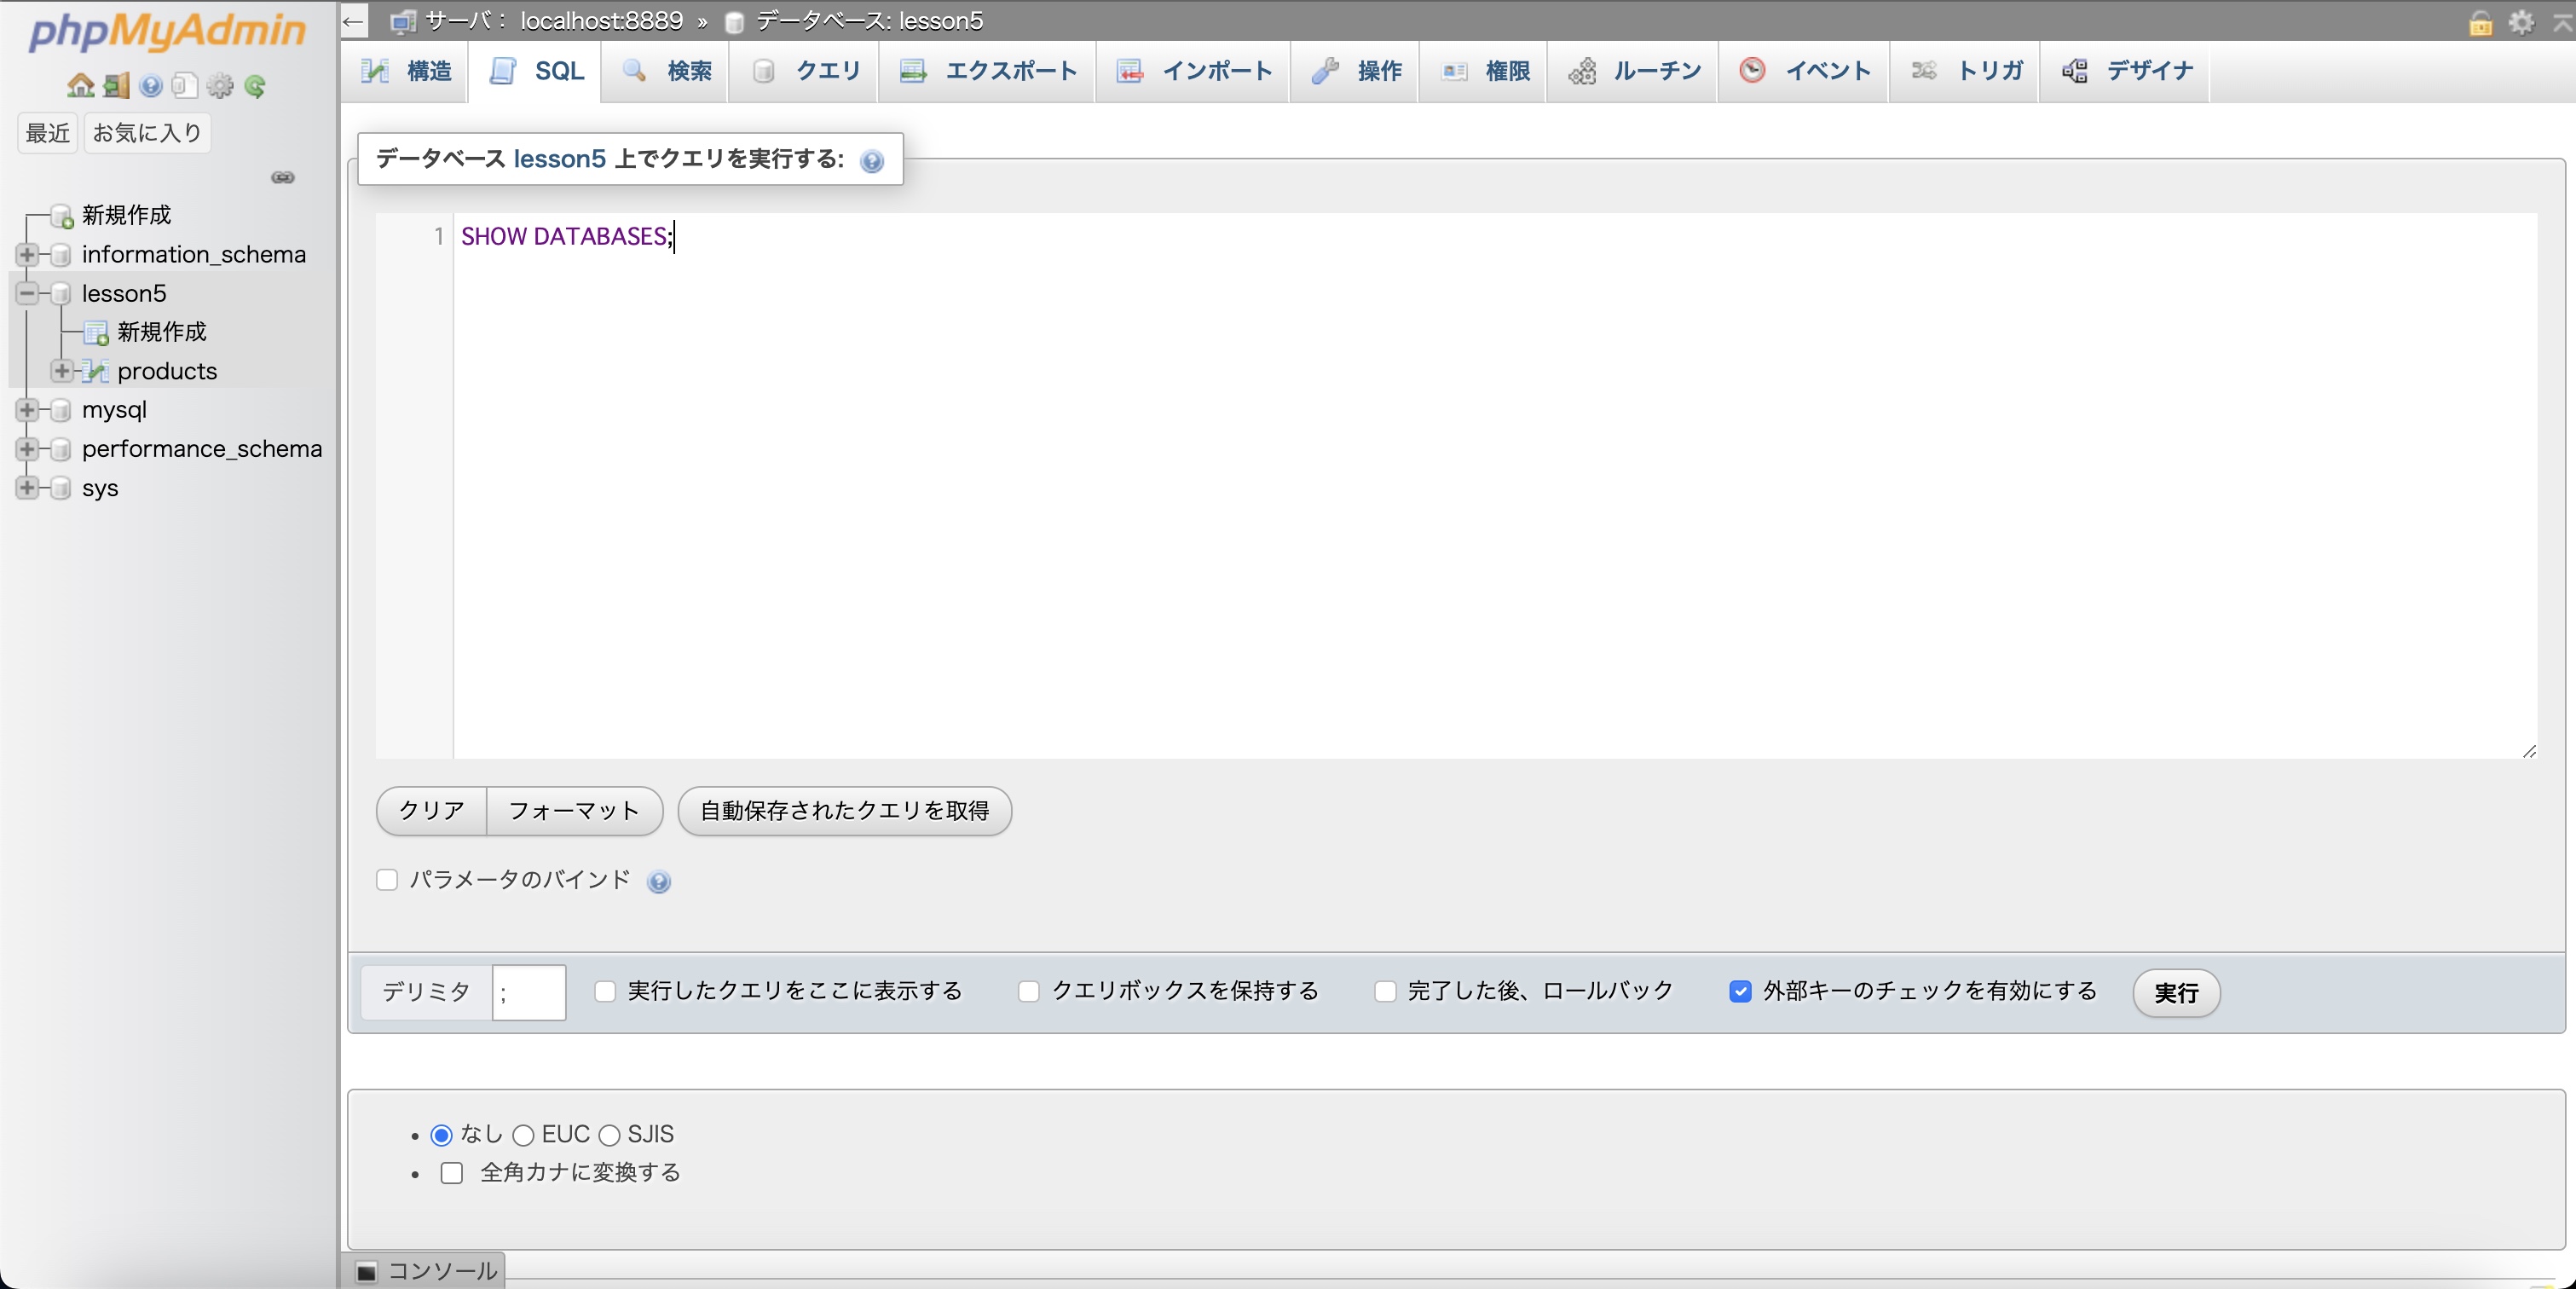 phpMyAdmin
最近 お気に入り
新規作成
information_schema
lesson5
新規作成
products
mysql
performance_schema
sys
← サーバ： localhost:8889 » データベース: lesson5
構造 SQL 検索 クエリ エクスポート インポート 操作 権限 ルーチン イベント トリガ デザイナ
データベース lesson5 上でクエリを実行する:
1 SHOW DATABASES;
クリア フォーマット 自動保存されたクエリを取得
パラメータのバインド
デリミタ ; 実行したクエリをここに表示する クエリボックスを保持する 完了した後、ロールバック 外部キーのチェックを有効にする 実行
• なし EUC SJIS
• 全角カナに変換する
コンソール